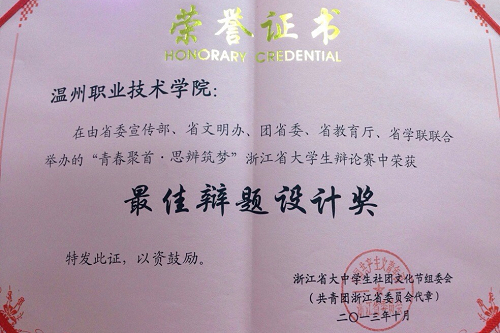 荣誉证书
HONORARY CREDENTIAL
温州职业技术学院：
在由省委宣传部、省文明办、团省委、省教育厅、省学联联合
举办的“青春聚首·思辨筑梦”浙江省大学生辩论赛中荣获
最佳辩题设计奖
特发此证，以资鼓励。
浙江省大中学生社团文化节组委会
（共青团浙江省委员会代章）
二〇一三年十月